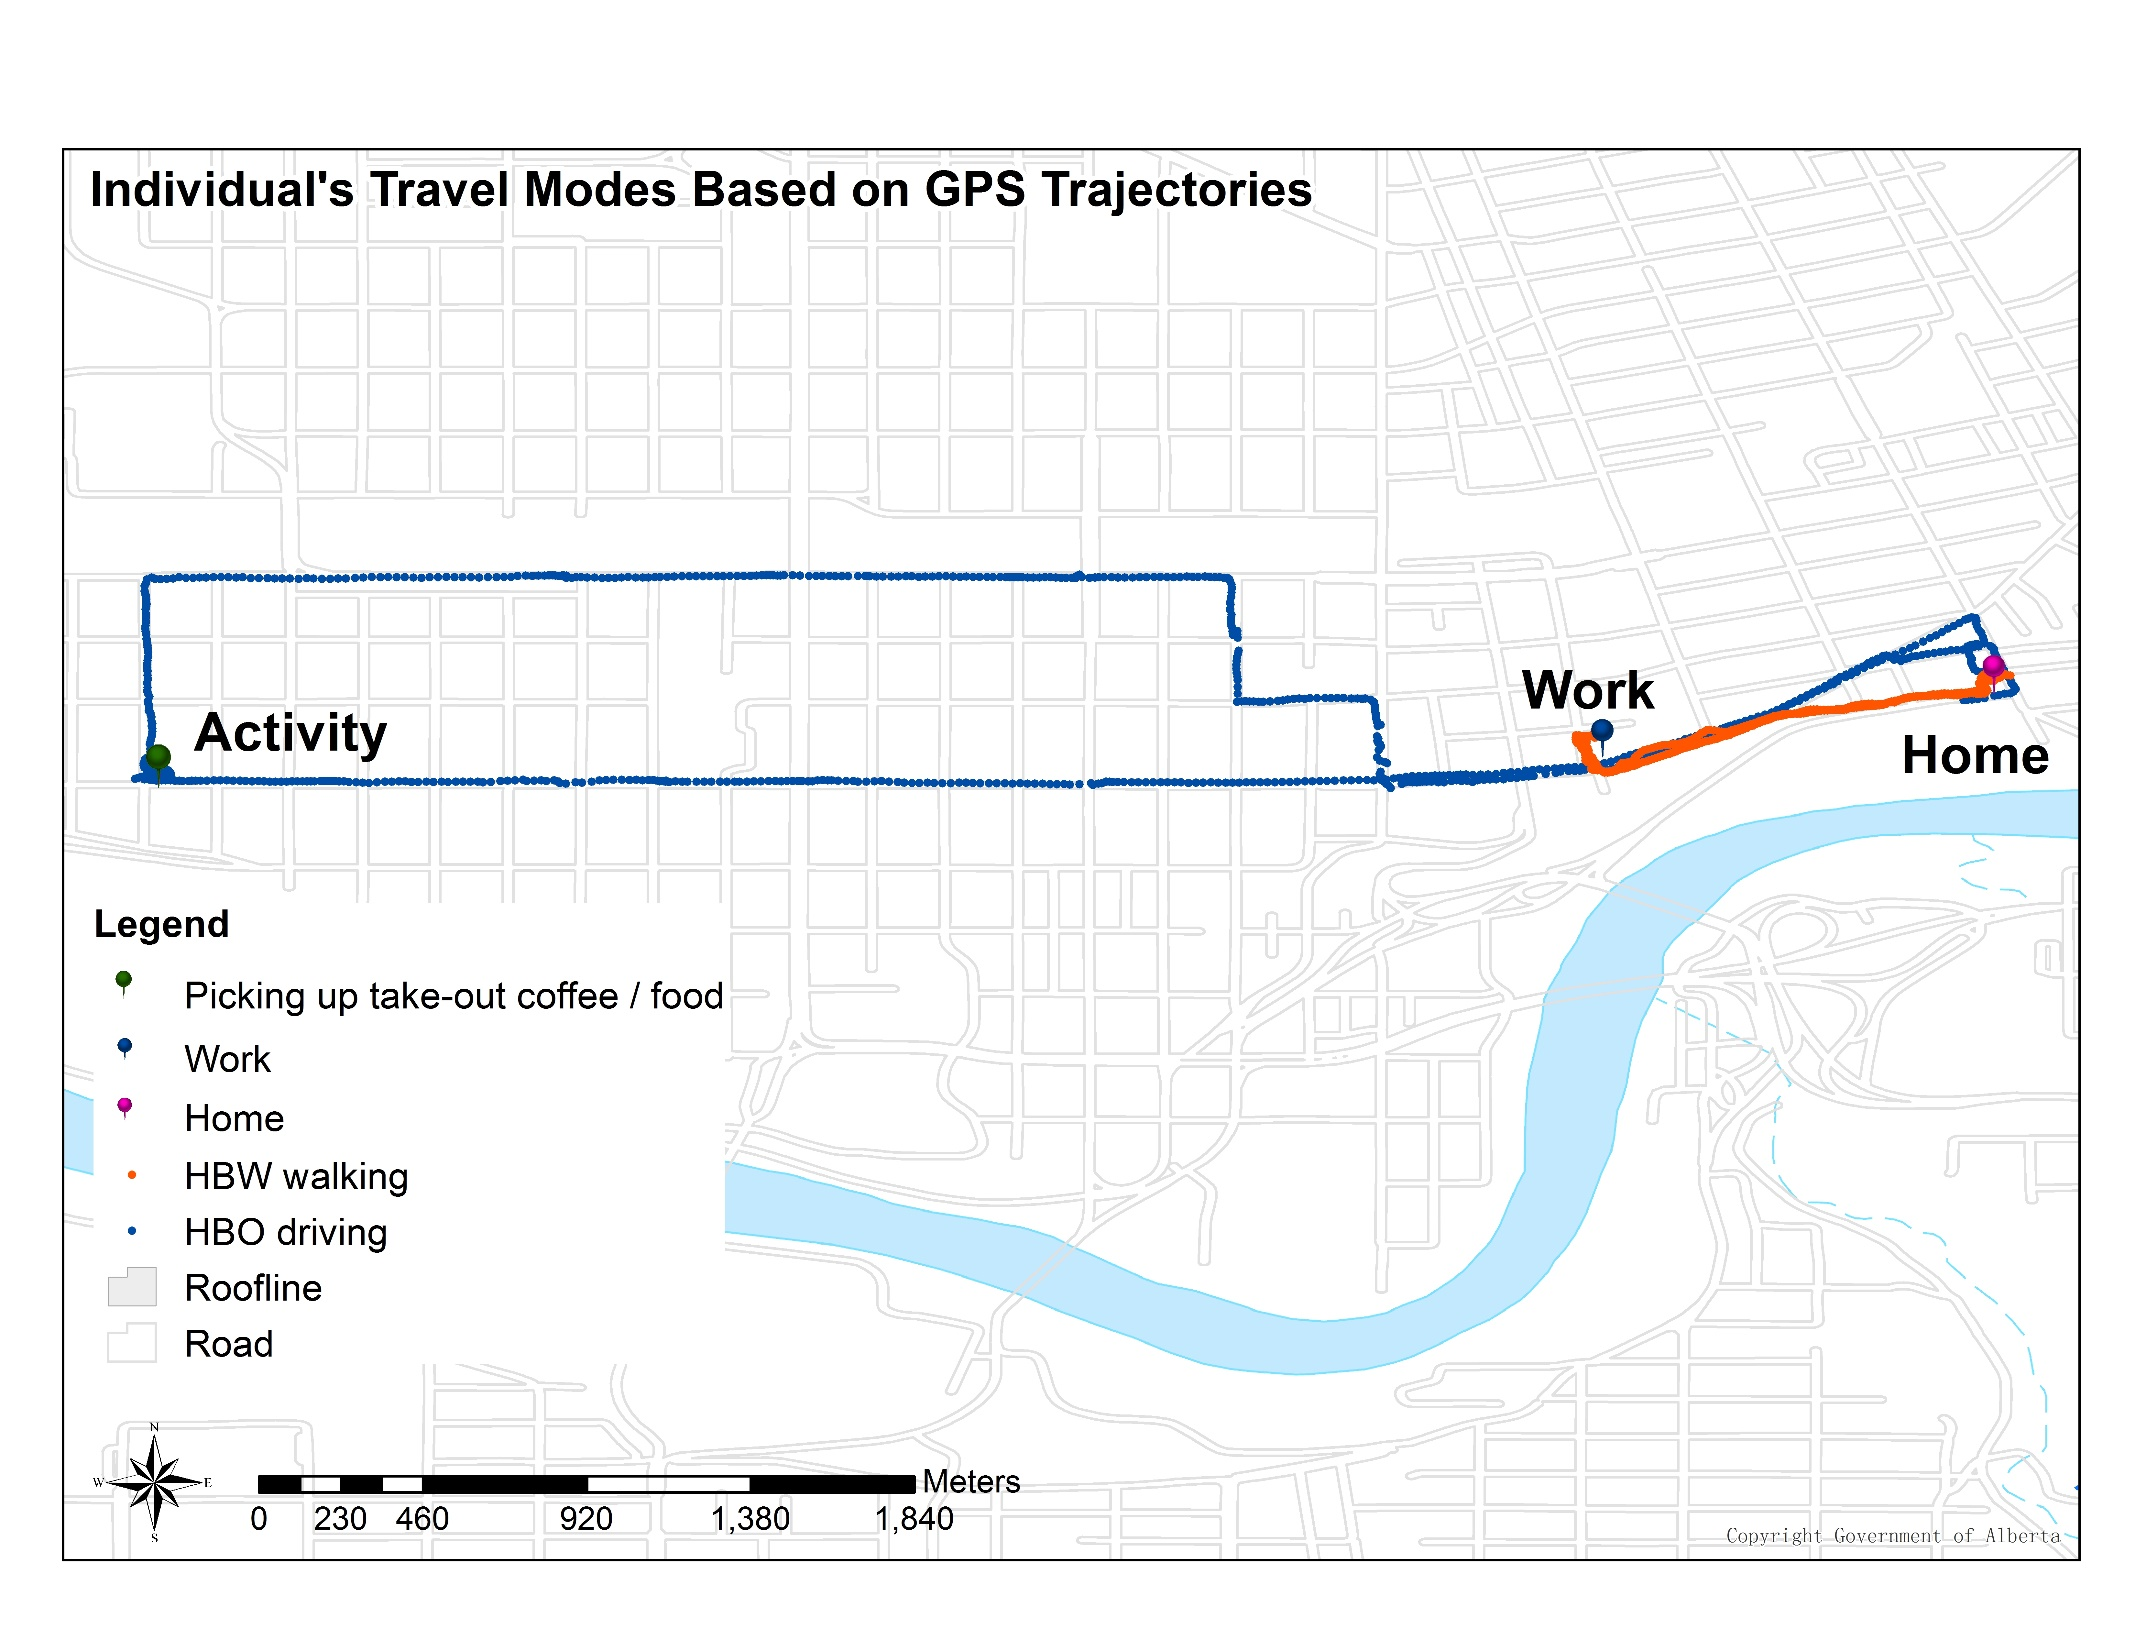 Individual's Travel Modes Based on GPS Trajectories
Work
Activity
Home
Legend
Picking up take-out coffee / food
Work
Home
HBW walking
HBO driving
Roofline
Road
N
W E
S
Meters
0 230 460 920 1,380 1,840
Copyright Government of Alberta